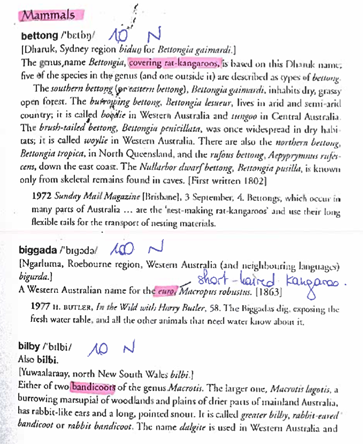 Mammals
bettong /'bɛtɒŋ/ 10 N
[Dharuk, Sydney region biduŋ for Bettongia gaimardi.]
The genus name Bettongia, covering rat-kangaroos, is based on this Dharuk name;
five of the species in the genus (and one outside it) are described as types of bettong.
The southern bettong (or eastern bettong), Bettongia gaimardi, inhabits dry, grassy
open forest. The burrowing bettong, Bettongia lesueur, lives in arid and semi-arid
country; it is called boodie in Western Australia and tungoo in Central Australia.
The brush-tailed bettong, Bettongia penicillata, was once widespread in dry habi-
tats; it is called woylie in Western Australia. There are also the northern bettong,
Bettongia tropica, in North Queensland, and the rufous bettong, Aepyprymnus rufes-
cens, down the east coast. The Nullarbor dwarf bettong, Bettongia pusilla, is known
only from skeletal remains found in caves. [First written 1802]
1972 Sunday Mail Magazine [Brisbane], 3 September, 4. Bettongs, which occur in
many parts of Australia ... are the 'nest-making rat-kangaroos' and use their long
flexible tails for the transport of nesting materials.
biggada /'bɪgədə/ 100 N
[Ngarluma, Roebourne region, Western Australia (and neighbouring languages)
bigurda.] short-haired kangaroo.
A Western Australian name for the euro, Macropus robustus. [1863]
1977 H. BUTLER, In the Wild with Harry Butler, 58. The Biggadas dig, exposing the
fresh water table, and all the other animals that need water know about it.
bilby /'bɪlbi/ 10 N
Also bilbi.
[Yuwaalaraay, north New South Wales bilbi.]
Either of two bandicoots of the genus Macrotis. The larger one, Macrotis lagotis, a
burrowing marsupial of woodlands and plains of drier parts of mainland Australia,
has rabbit-like ears and a long, pointed snout. It is called greater bilby, rabbit-eared
bandicoot or rabbit bandicoot. The name dalgite is used in Western Australia and